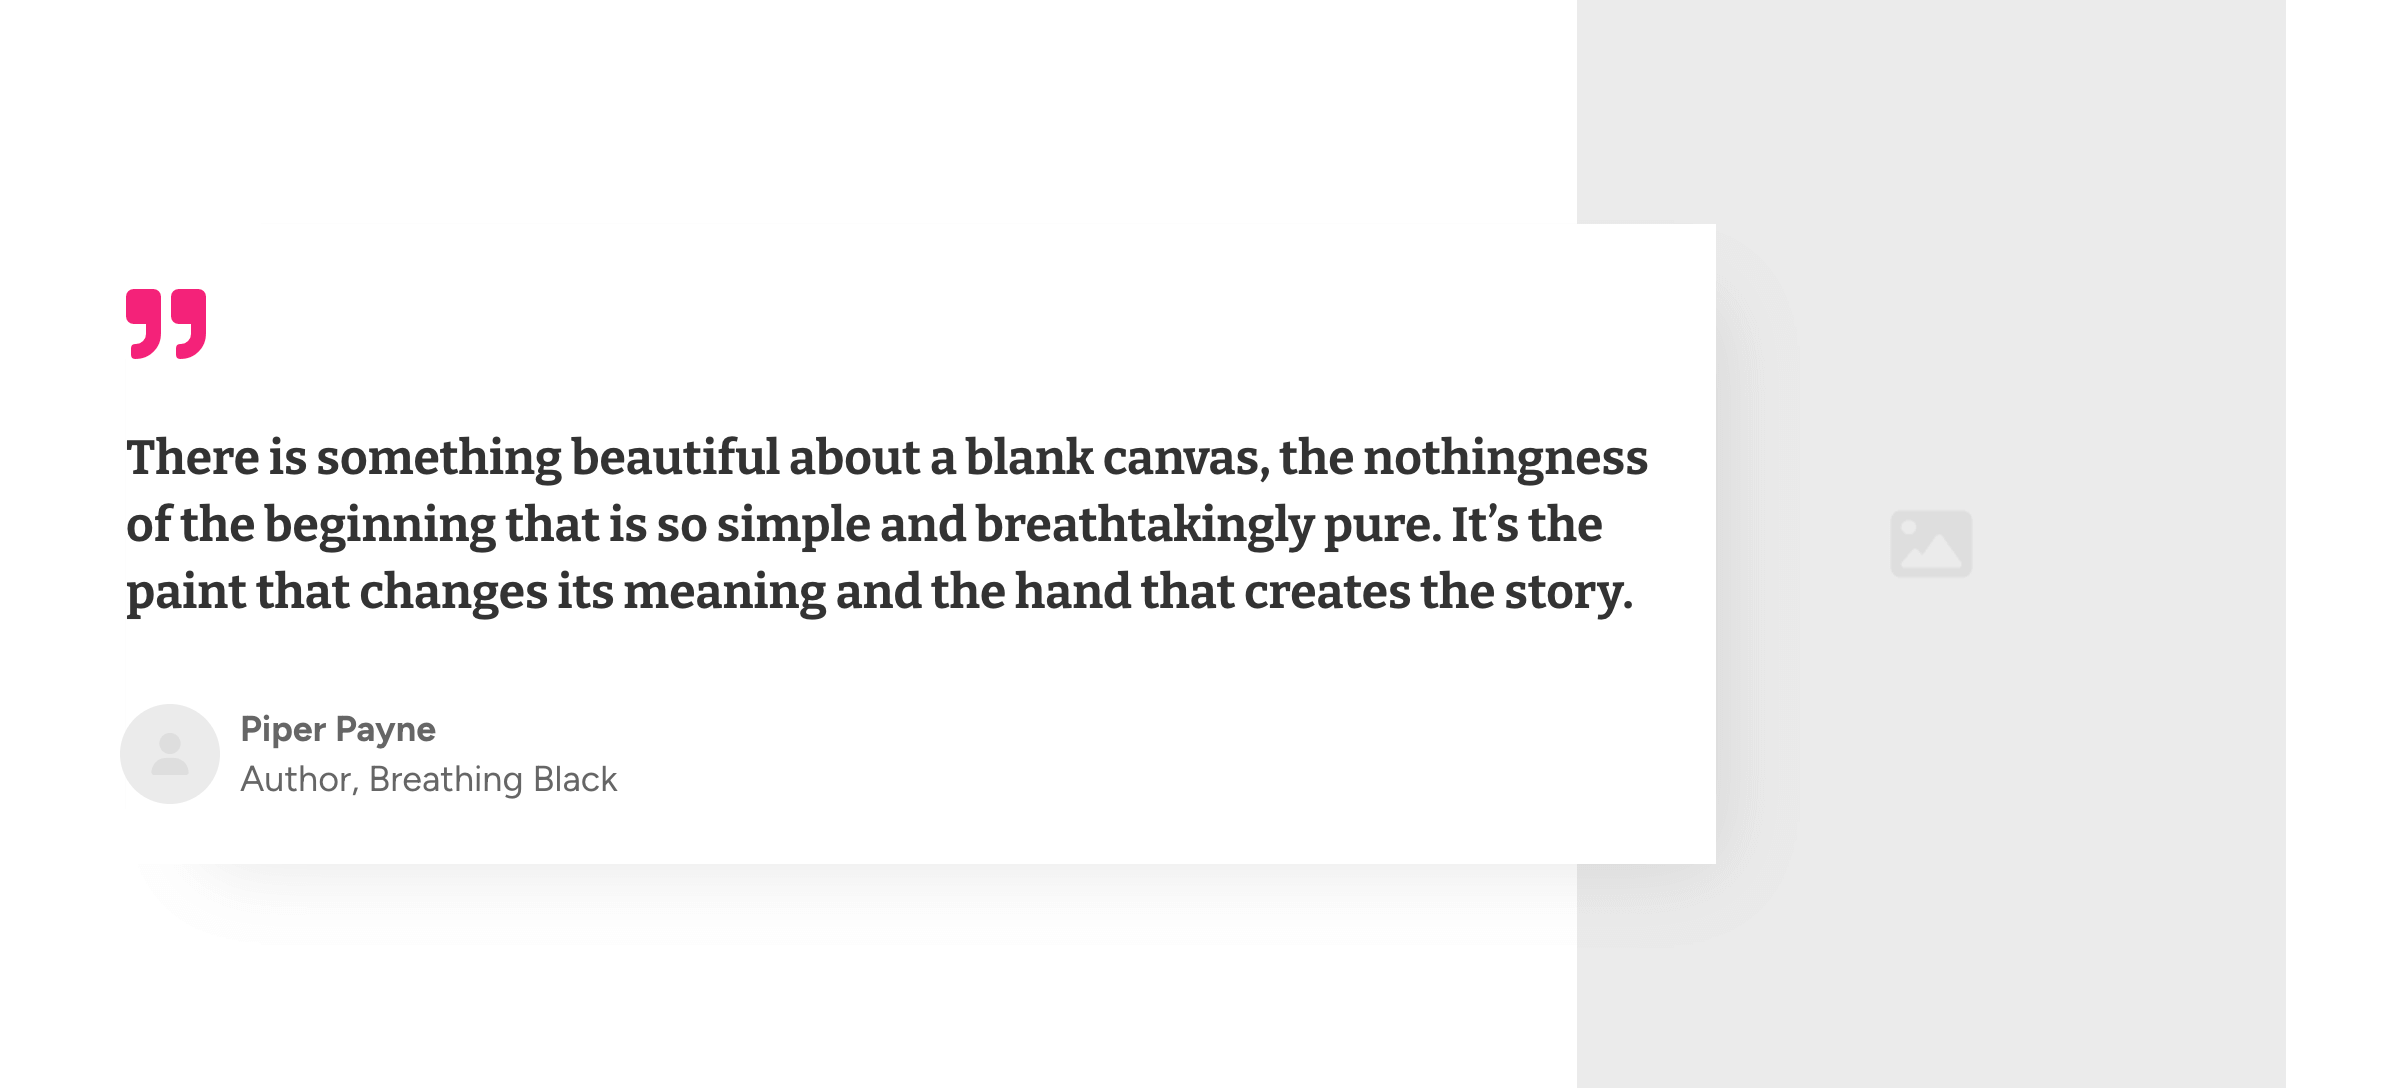 There is something beautiful about a blank canvas, the nothingness
of the beginning that is so simple and breathtakingly pure. It’s the
paint that changes its meaning and the hand that creates the story.
Piper Payne
Author, Breathing Black